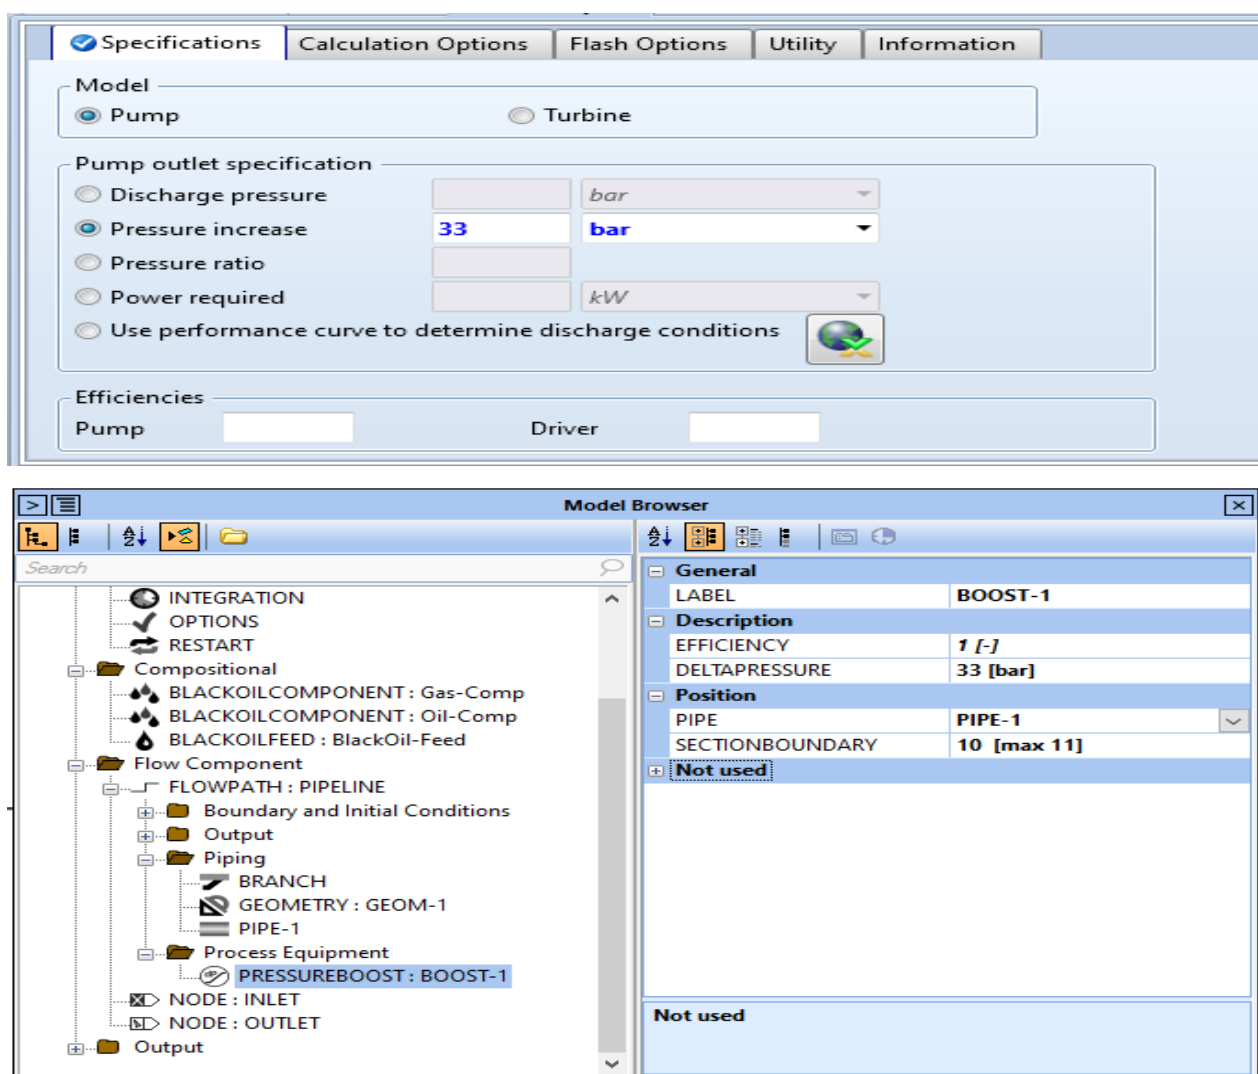 Specifications Calculation Options Flash Options Utility Information
Model
Pump Turbine
Pump outlet specification
Discharge pressure bar
Pressure increase 33 bar
Pressure ratio
Power required kW
Use performance curve to determine discharge conditions
Efficiencies
Pump Driver
Model Browser
Search
INTEGRATION
OPTIONS
RESTART
Compositional
BLACKOILCOMPONENT : Gas-Comp
BLACKOILCOMPONENT : Oil-Comp
BLACKOILFEED : BlackOil-Feed
Flow Component
FLOWPATH : PIPELINE
Boundary and Initial Conditions
Output
Piping
BRANCH
GEOMETRY : GEOM-1
PIPE-1
Process Equipment
PRESSUREBOOST : BOOST-1
NODE : INLET
NODE : OUTLET
Output
General
LABEL BOOST-1
Description
EFFICIENCY 1 [-]
DELTAPRESSURE 33 [bar]
Position
PIPE PIPE-1
SECTIONBOUNDARY 10 [max 11]
Not used
Not used